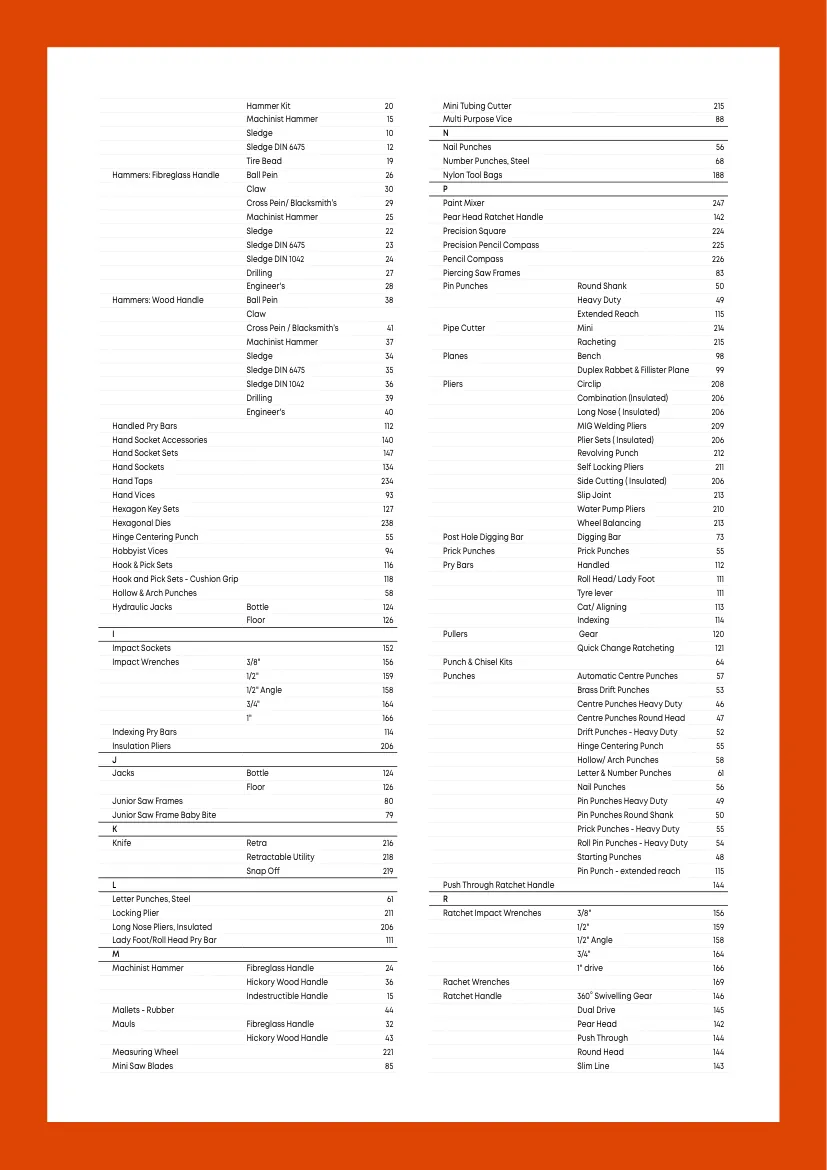 Hammer Kit 20
Machinist Hammer 15
Sledge 10
Sledge DIN 6475 12
Tire Bead 19
Hammers: Fibreglass Handle Ball Pein 26
Claw 30
Cross Pein/ Blacksmith's 29
Machinist Hammer 25
Sledge 22
Sledge DIN 6475 23
Sledge DIN 1042 24
Drilling 27
Engineer's 28
Hammers: Wood Handle Ball Pein 38
Claw
Cross Pein / Blacksmith's 41
Machinist Hammer 37
Sledge 34
Sledge DIN 6475 35
Sledge DIN 1042 36
Drilling 39
Engineer's 40
Handled Pry Bars 112
Hand Socket Accessories 140
Hand Socket Sets 147
Hand Sockets 134
Hand Taps 234
Hand Vices 93
Hexagon Key Sets 127
Hexagonal Dies 238
Hinge Centering Punch 55
Hobbyist Vices 94
Hook & Pick Sets 116
Hook and Pick Sets - Cushion Grip 118
Hollow & Arch Punches 58
Hydraulic Jacks Bottle 124
Floor 126
I
Impact Sockets 152
Impact Wrenches 3/8" 156
1/2" 159
1/2" Angle 158
3/4" 164
1" 166
Indexing Pry Bars 114
Insulation Pliers 206
J
Jacks Bottle 124
Floor 126
Junior Saw Frames 80
Junior Saw Frame Baby Bite 79
K
Knife Retra 216
Retractable Utility 218
Snap Off 219
L
Letter Punches, Steel 61
Locking Plier 211
Long Nose Pliers, Insulated 206
Lady Foot/Roll Head Pry Bar 111
M
Machinist Hammer Fibreglass Handle 24
Hickory Wood Handle 36
Indestructible Handle 15
Mallets - Rubber 44
Mauls Fibreglass Handle 32
Hickory Wood Handle 43
Measuring Wheel 221
Mini Saw Blades 85
Mini Tubing Cutter 215
Multi Purpose Vice 88
N
Nail Punches 56
Number Punches, Steel 68
Nylon Tool Bags 188
P
Paint Mixer 247
Pear Head Ratchet Handle 142
Precision Square 224
Precision Pencil Compass 225
Pencil Compass 226
Piercing Saw Frames 83
Pin Punches Round Shank 50
Heavy Duty 49
Extended Reach 115
Pipe Cutter Mini 214
Racheting 215
Planes Bench 98
Duplex Rabbet & Fillister Plane 99
Pliers Circlip 208
Combination (Insulated) 206
Long Nose ( Insulated) 206
MIG Welding Pliers 209
Plier Sets ( Insulated) 206
Revolving Punch 212
Self Locking Pliers 211
Side Cutting ( Insulated) 206
Slip Joint 213
Water Pump Pliers 210
Wheel Balancing 213
Post Hole Digging Bar Digging Bar 73
Prick Punches Prick Punches 55
Pry Bars Handled 112
Roll Head/ Lady Foot 111
Tyre lever 111
Cat/ Aligning 113
Indexing 114
Pullers Gear 120
Quick Change Ratcheting 121
Punch & Chisel Kits 64
Punches Automatic Centre Punches 57
Brass Drift Punches 53
Centre Punches Heavy Duty 46
Centre Punches Round Head 47
Drift Punches - Heavy Duty 52
Hinge Centering Punch 55
Hollow/ Arch Punches 58
Letter & Number Punches 61
Nail Punches 56
Pin Punches Heavy Duty 49
Pin Punches Round Shank 50
Prick Punches - Heavy Duty 55
Roll Pin Punches - Heavy Duty 54
Starting Punches 48
Pin Punch - extended reach 115
Push Through Ratchet Handle 144
R
Ratchet Impact Wrenches 3/8" 156
1/2" 159
1/2" Angle 158
3/4" 164
1" drive 166
Rachet Wrenches 169
Ratchet Handle 360° Swivelling Gear 146
Dual Drive 145
Pear Head 142
Push Through 144
Round Head 144
Slim Line 143